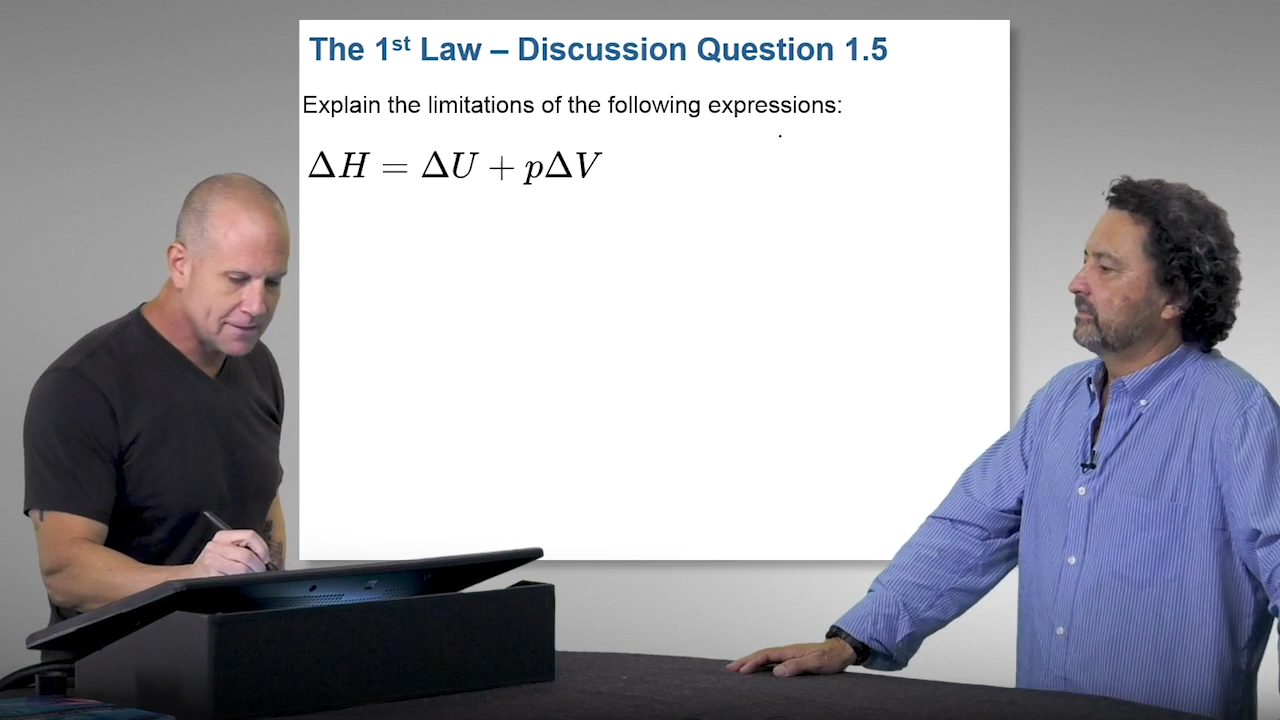 The 1st Law – Discussion Question 1.5
Explain the limitations of the following expressions:
ΔH = ΔU + pΔV